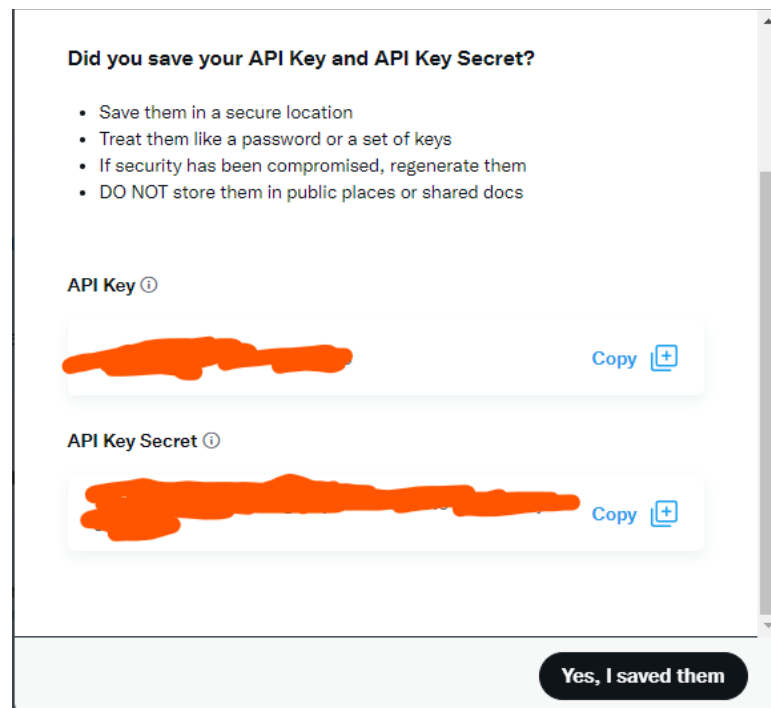 Did you save your API Key and API Key Secret?
• Save them in a secure location
• Treat them like a password or a set of keys
• If security has been compromised, regenerate them
• DO NOT store them in public places or shared docs
API Key
Copy
API Key Secret
Copy
Yes, I saved them